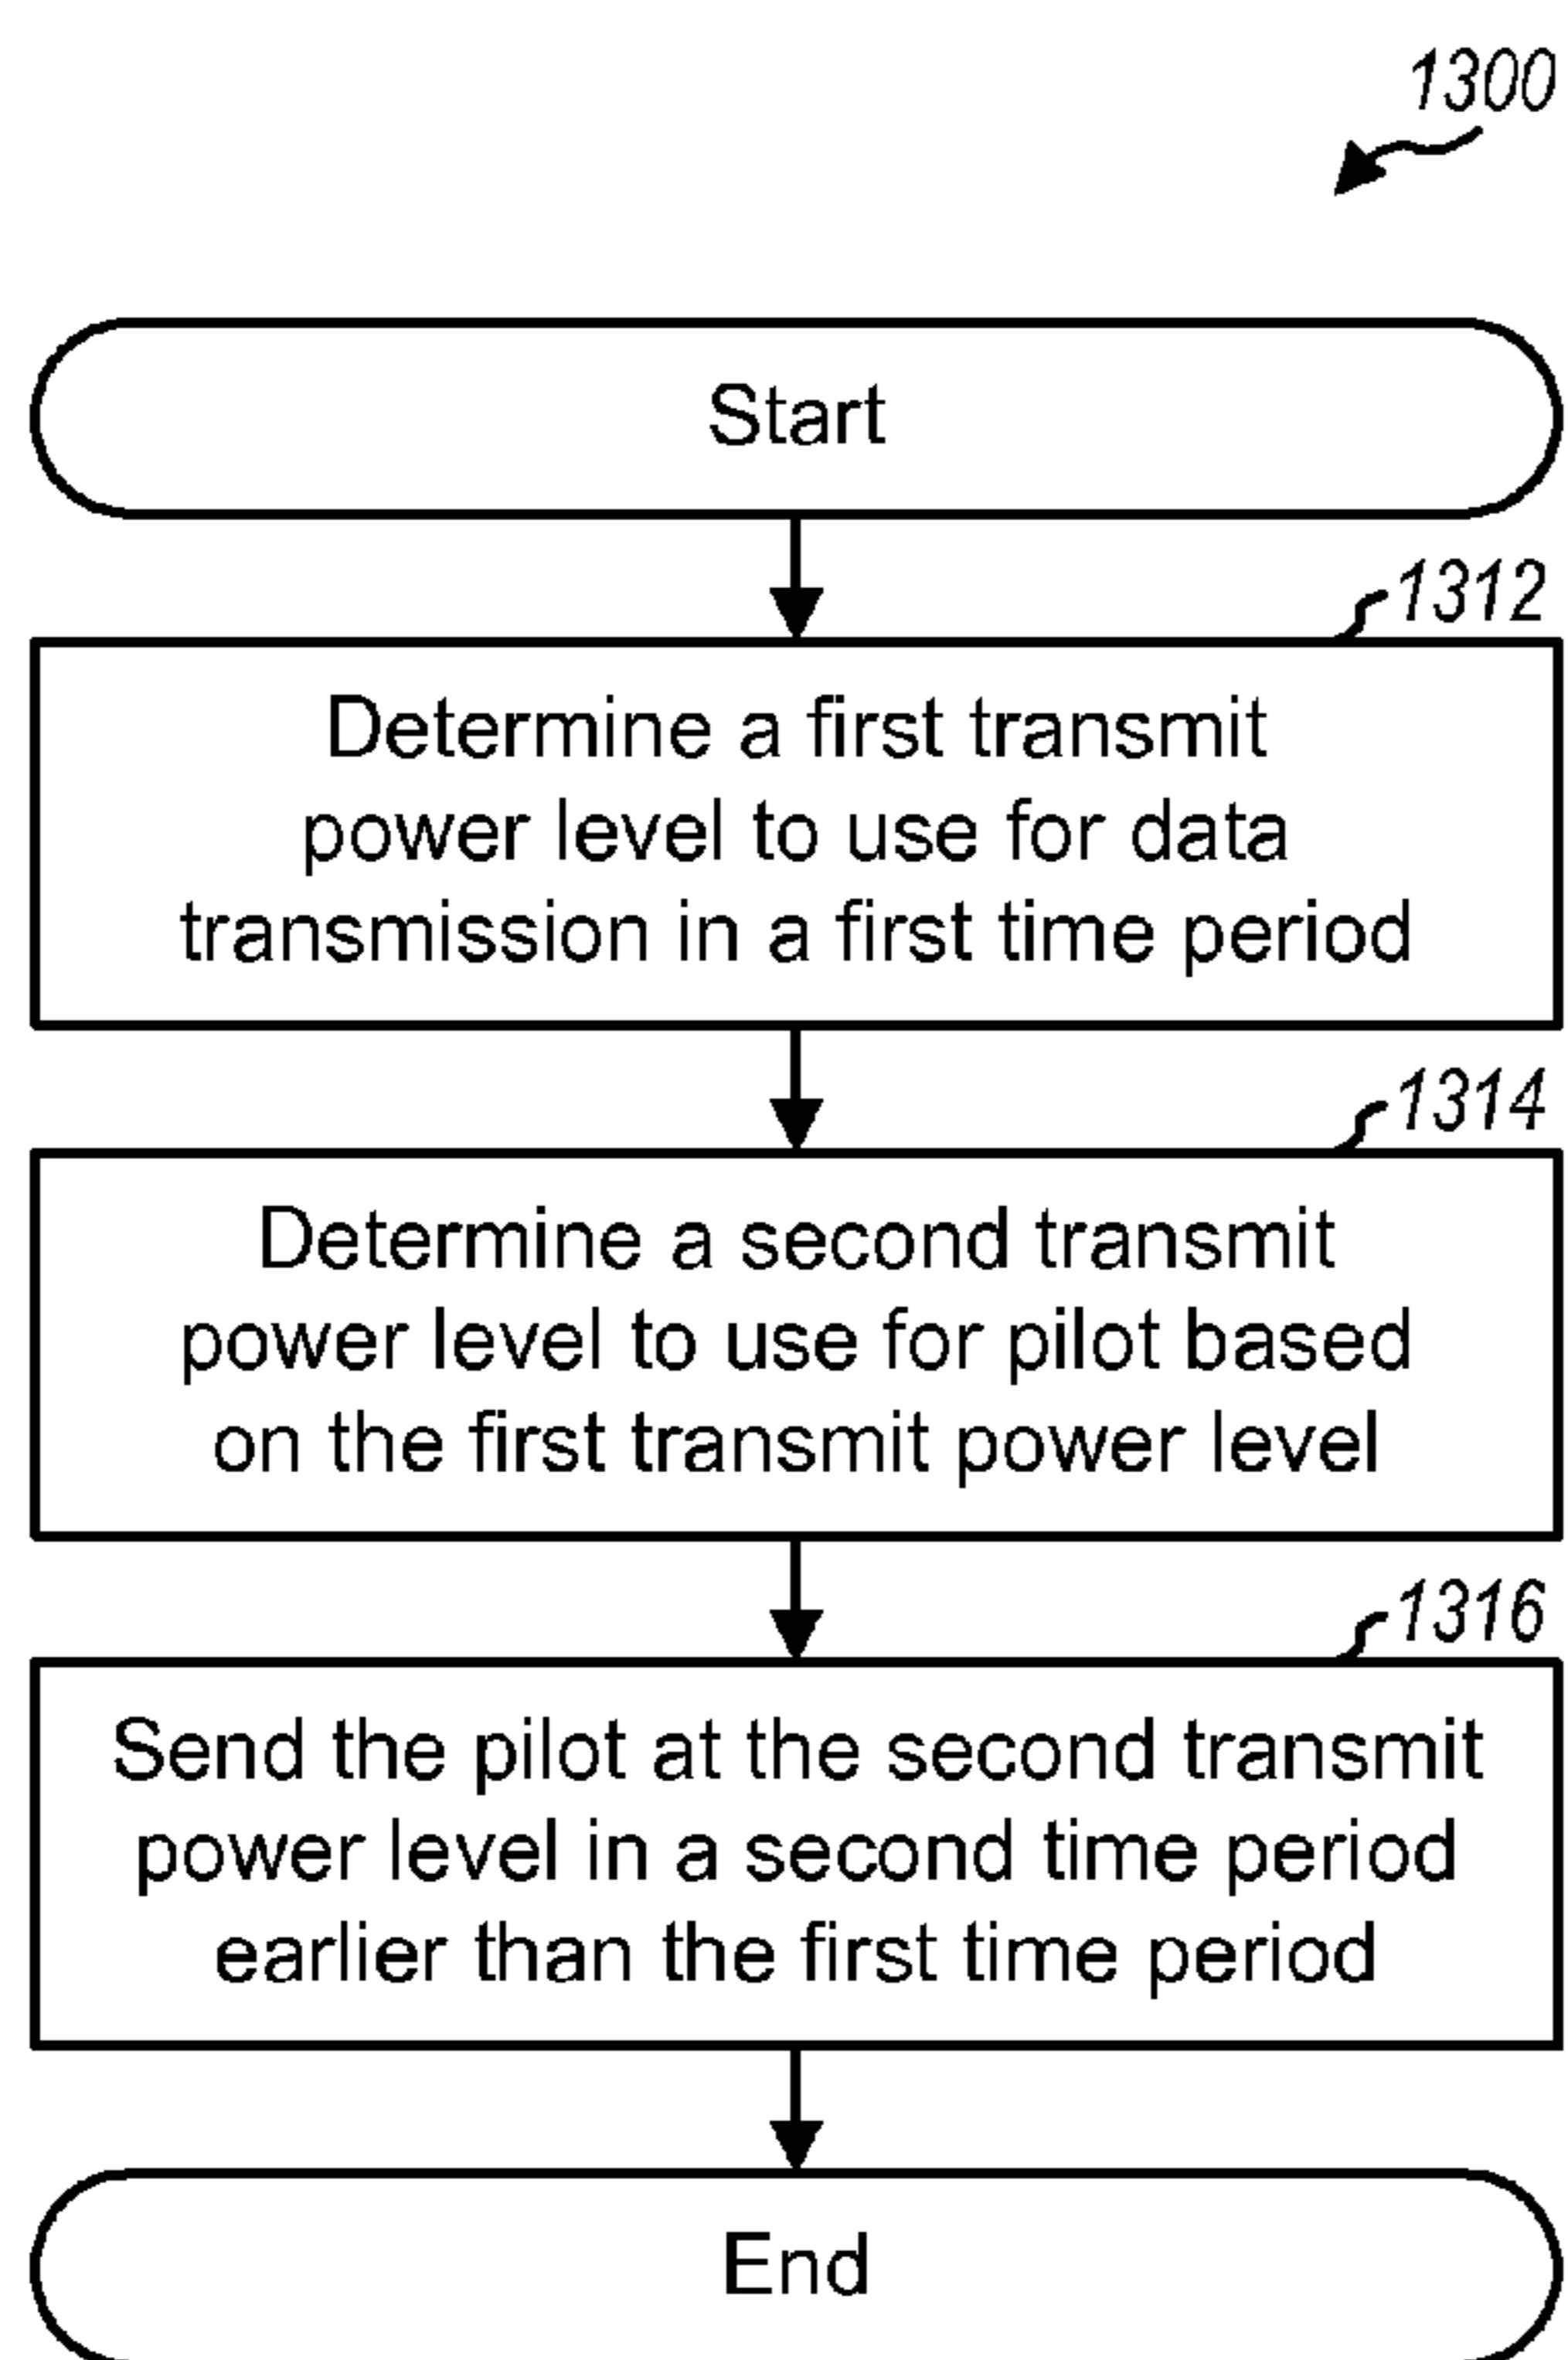 1300
Start
1312
Determine a first transmit
power level to use for data
transmission in a first time period
1314
Determine a second transmit
power level to use for pilot based
on the first transmit power level
1316
Send the pilot at the second transmit
power level in a second time period
earlier than the first time period
End